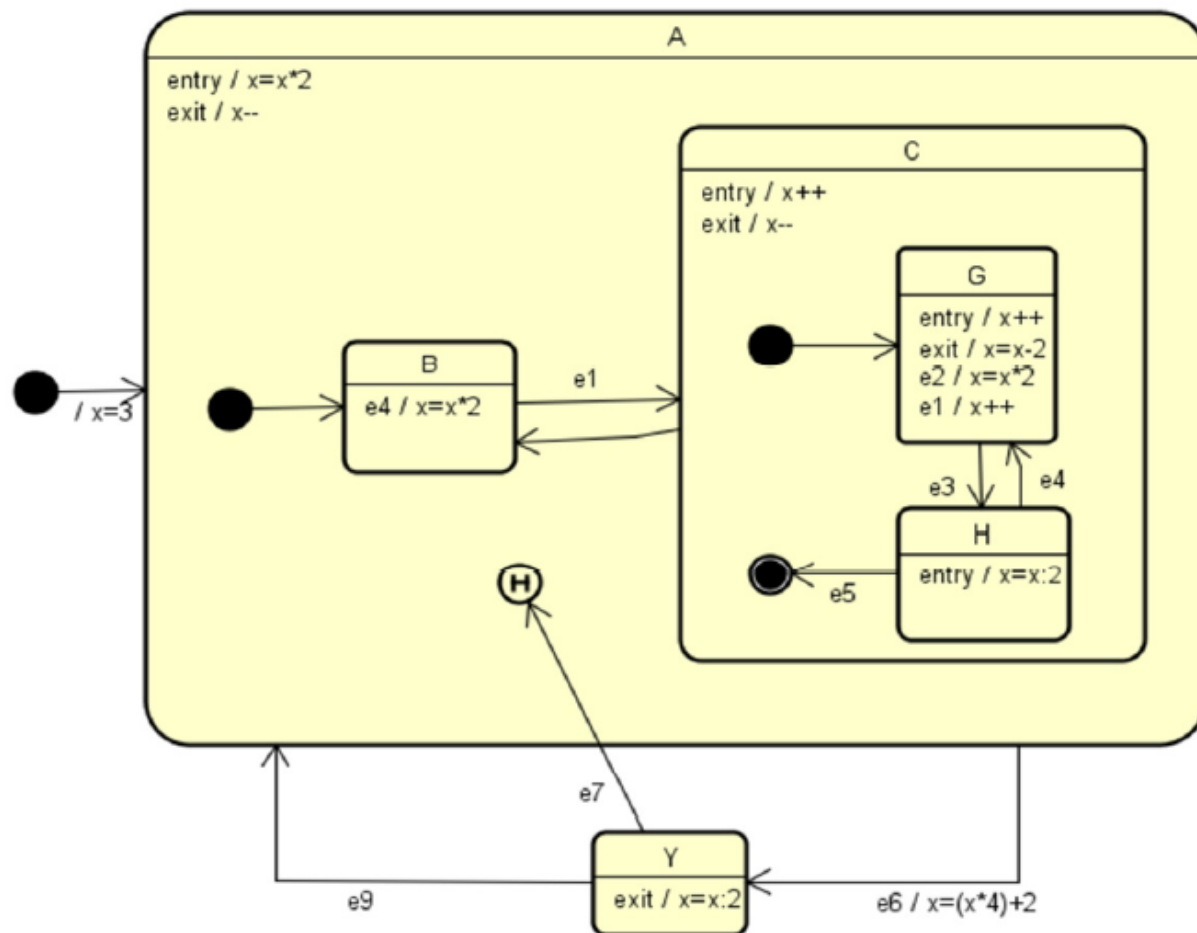 A
entry / x=x*2
exit / x--
C
entry / x++
exit / x--
G
entry / x++
exit / x=x-2
e2 / x=x*2
e1 / x++
B
e4 / x=x*2
e1
/ x=3
e3
e4
H
entry / x=x:2
e5
H
e7
Y
exit / x=x:2
e9
e6 / x=(x*4)+2